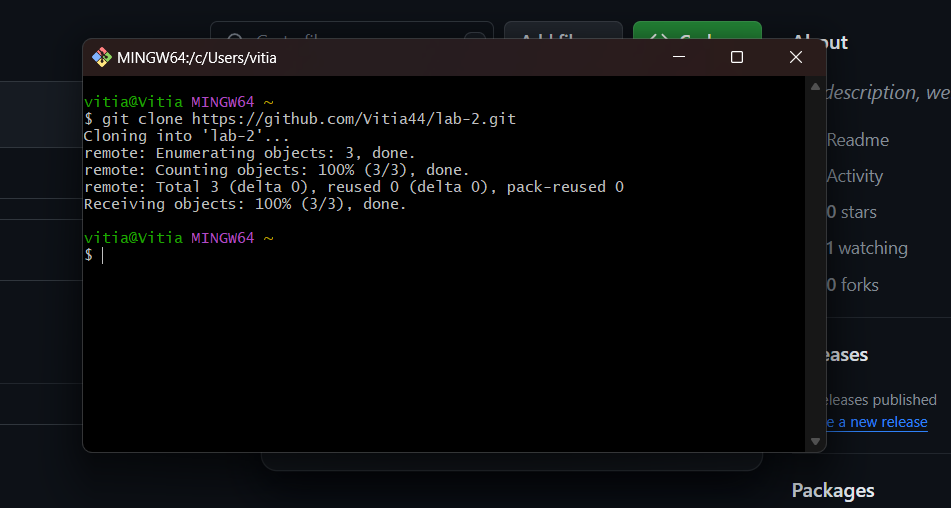 MINGW64:/c/Users/vitia
vitia@Vitia MINGW64 ~
$ git clone https://github.com/Vitia44/lab-2.git
Cloning into 'lab-2'...
remote: Enumerating objects: 3, done.
remote: Counting objects: 100% (3/3), done.
remote: Total 3 (delta 0), reused 0 (delta 0), pack-reused 0
Receiving objects: 100% (3/3), done.
vitia@Vitia MINGW64 ~
$
out
description, we
Readme
Activity
0 stars
1 watching
0 forks
eases
eleases published
e a new release
Packages